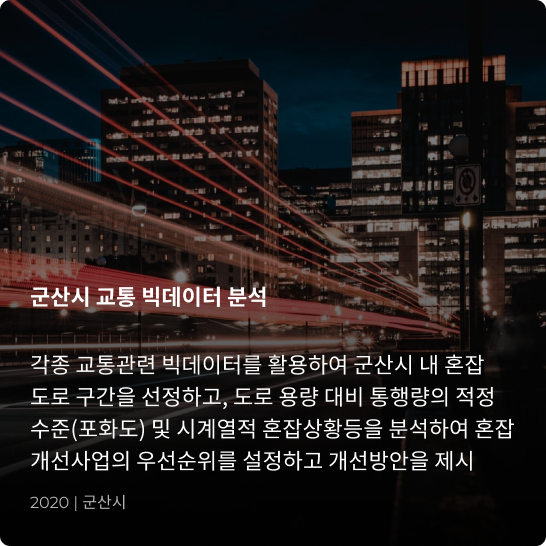 군산시 교통 빅데이터 분석
각종 교통관련 빅데이터를 활용하여 군산시 내 혼잡
도로 구간을 선정하고, 도로 용량 대비 통행량의 적정
수준(포화도) 및 시계열적 혼잡상황등을 분석하여 혼잡
개선사업의 우선순위를 설정하고 개선방안을 제시
2020 | 군산시